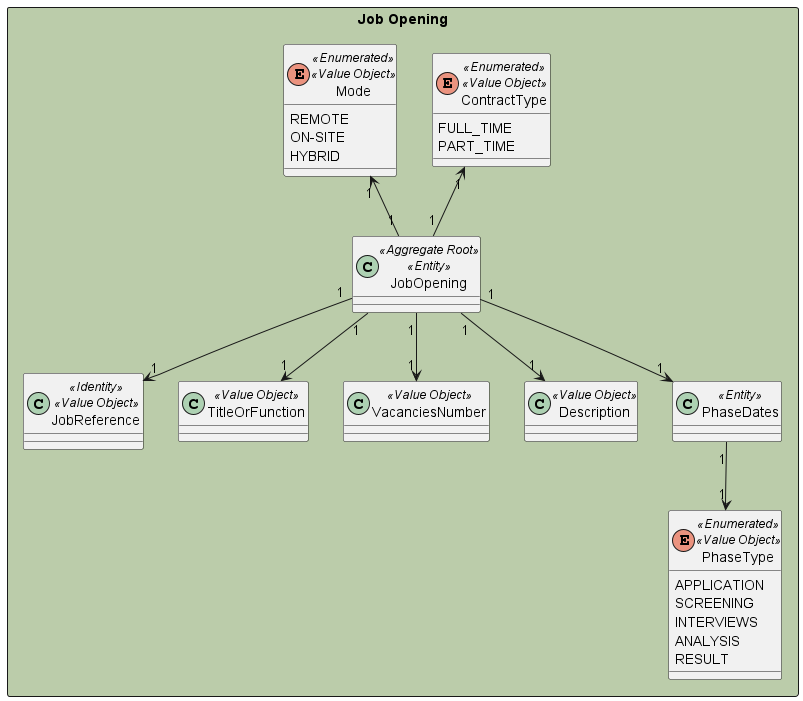 Job Opening
E
«Enumerated»
«Value Object»
Mode
REMOTE
ON-SITE
HYBRID
E
«Enumerated»
«Value Object»
ContractType
FULL_TIME
PART_TIME
1
1
1
1
C
«Aggregate Root»
«Entity»
JobOpening
1
1
1
1
1
1
1
1
1
1
C
«Identity»
«Value Object»
JobReference
C
«Value Object»
TitleOrFunction
C
«Value Object»
VacanciesNumber
C
«Value Object»
Description
C
«Entity»
PhaseDates
1
1
E
«Enumerated»
«Value Object»
PhaseType
APPLICATION
SCREENING
INTERVIEWS
ANALYSIS
RESULT